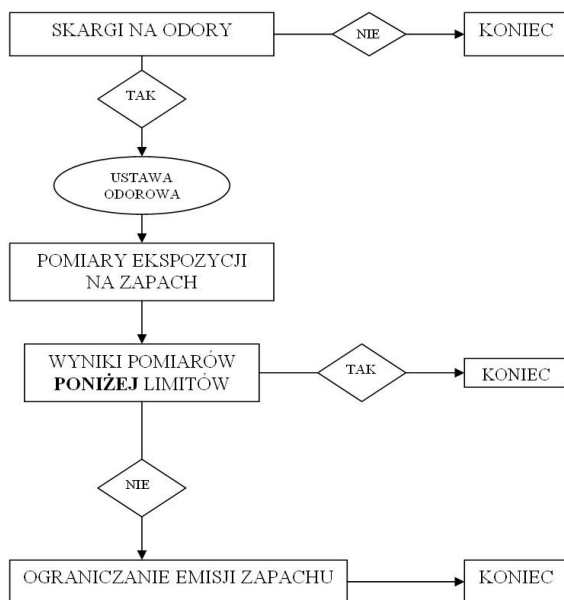 SKARGI NA ODORY
NIE
KONIEC
TAK
USTAWA
ODOROWA
POMIARY EKSPOZYCJI
NA ZAPACH
WYNIKI POMIARÓW
PONIŻEJ LIMITÓW
TAK
KONIEC
NIE
OGRANICZANIE EMISJI ZAPACHU
KONIEC